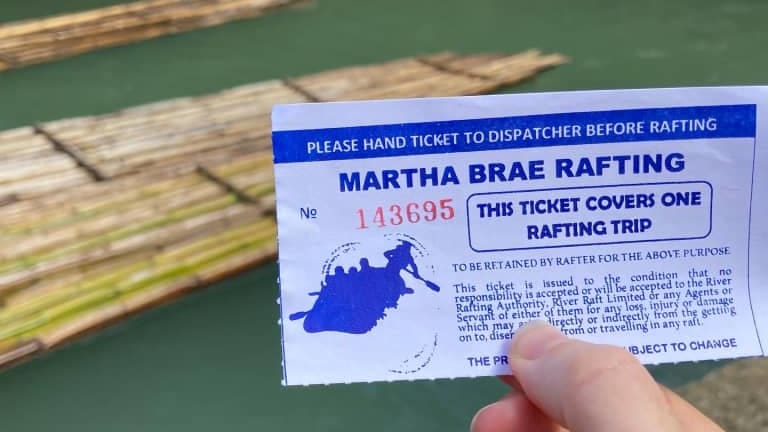 PLEASE HAND TICKET TO DISPATCHER BEFORE RAFTING
MARTHA BRAE RAFTING
No 143695
THIS TICKET COVERS ONE
RAFTING TRIP
TO BE RETAINED BY RAFTER FOR THE ABOVE PURPOSE
This ticket is issued to the condition that no
responsibility is accepted or will be accepted to the River
Rafting Authority, River Raft Limited or any Agents or
Servant of either of them for any loss, injury or damage
which may directly or indirectly from the getting
on to, from or travelling in any raft.
THE SUBJECT TO CHANGE